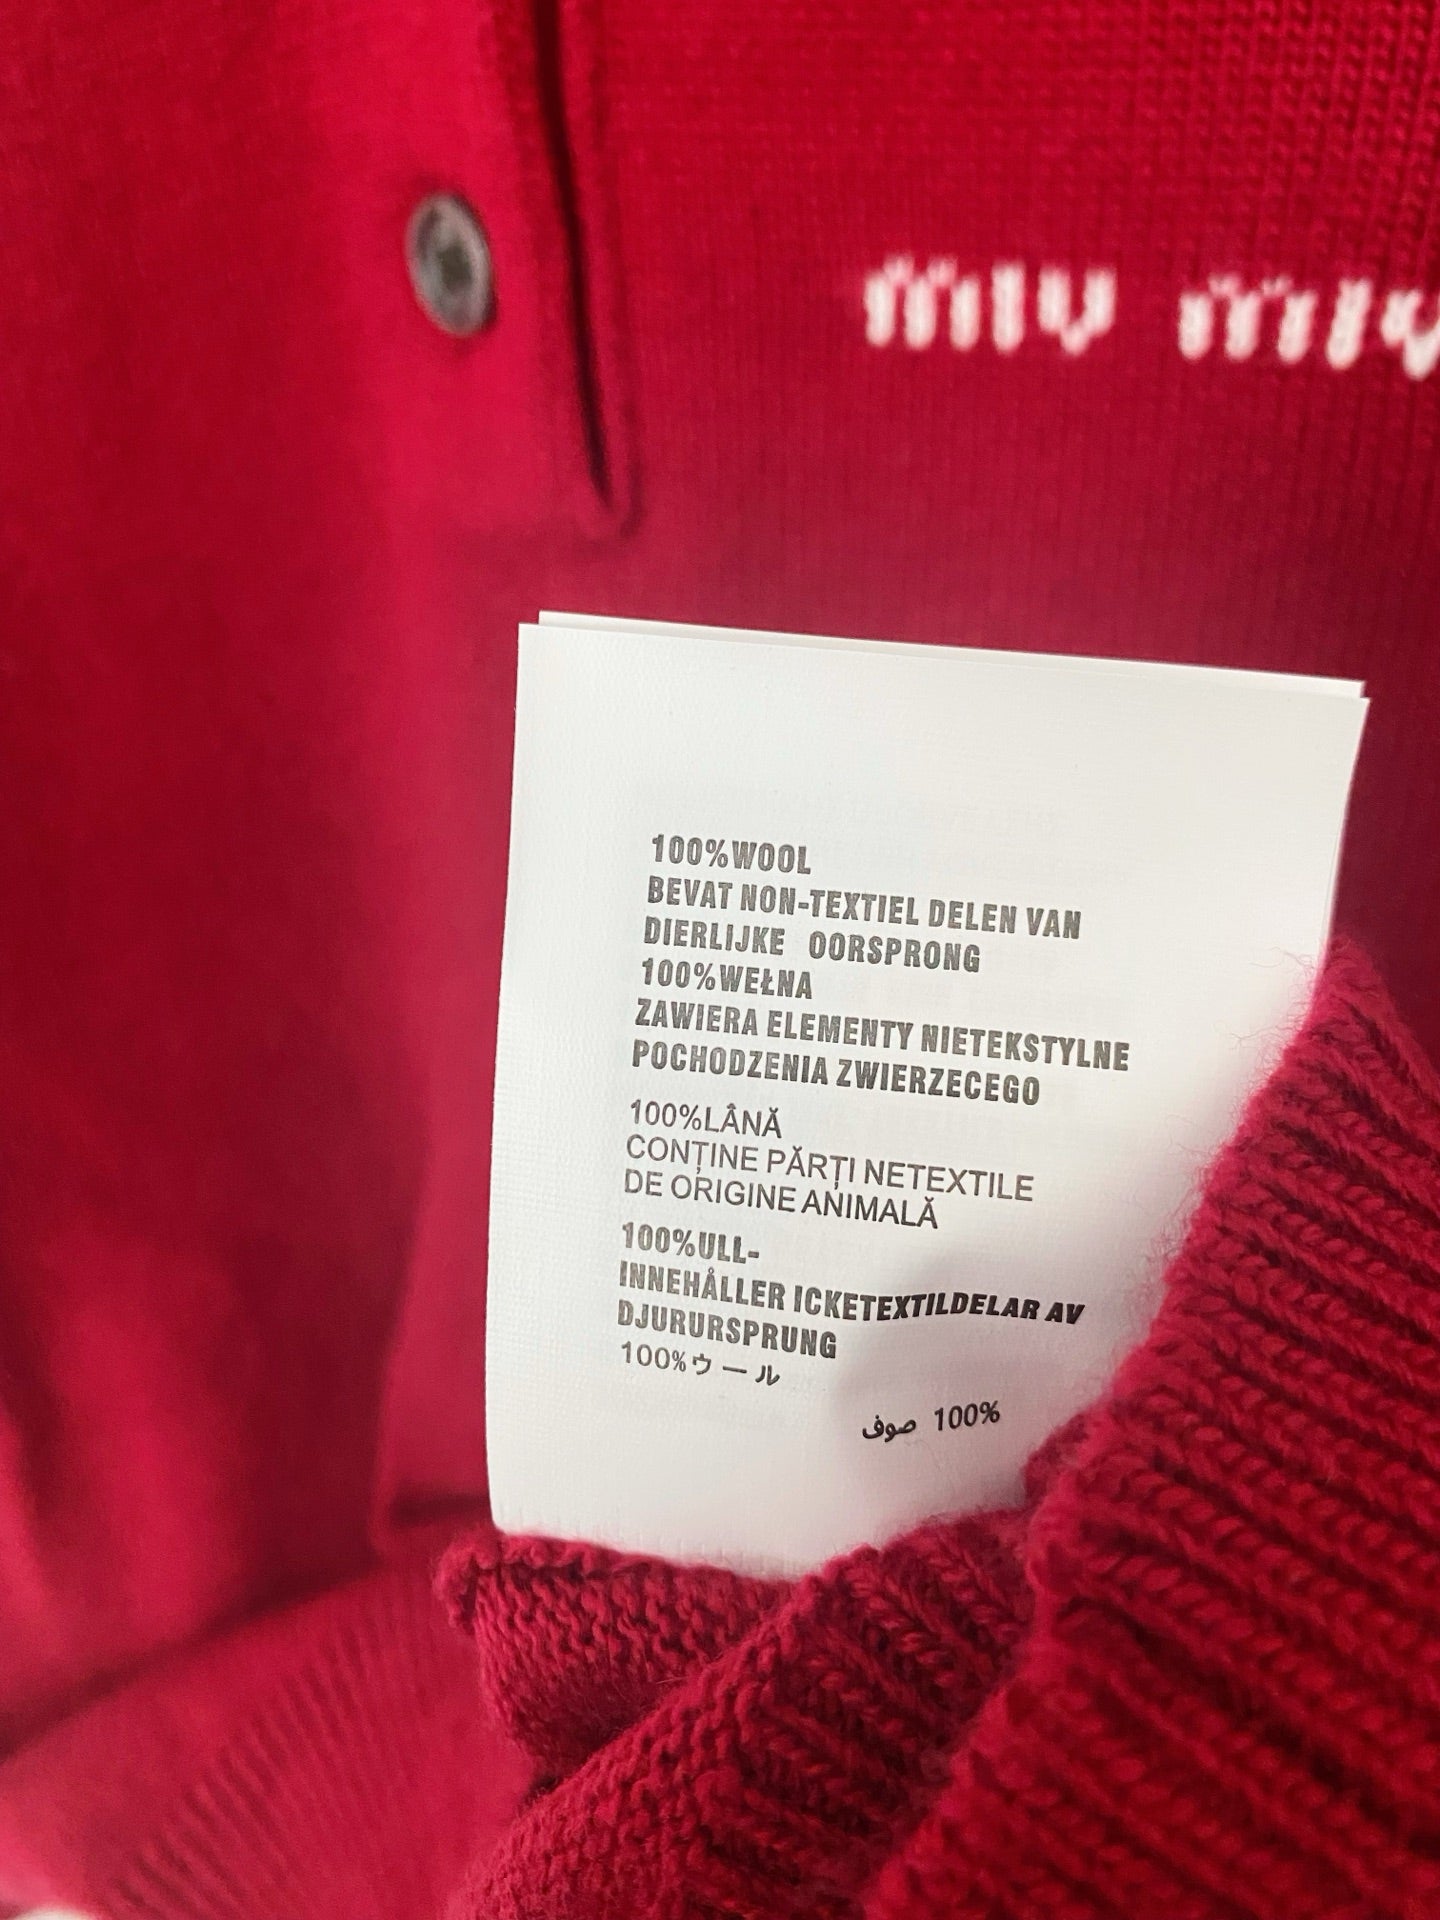 miu miu
100%WOOL
BEVAT NON-TEXTIEL DELEN VAN
DIERLIJKE OORSPRONG
100%WEŁNA
ZAWIERA ELEMENTY NIETEKSTYLNE
POCHODZENIA ZWIERZECEGO
100%LÂNĂ
CONȚINE PĂRȚI NETEXTILE
DE ORIGINE ANIMALĂ
100%ULL-
INNEHÅLLER ICKETEXTILDELAR AV
DJURURSPRUNG
100%ウール
100% صوف